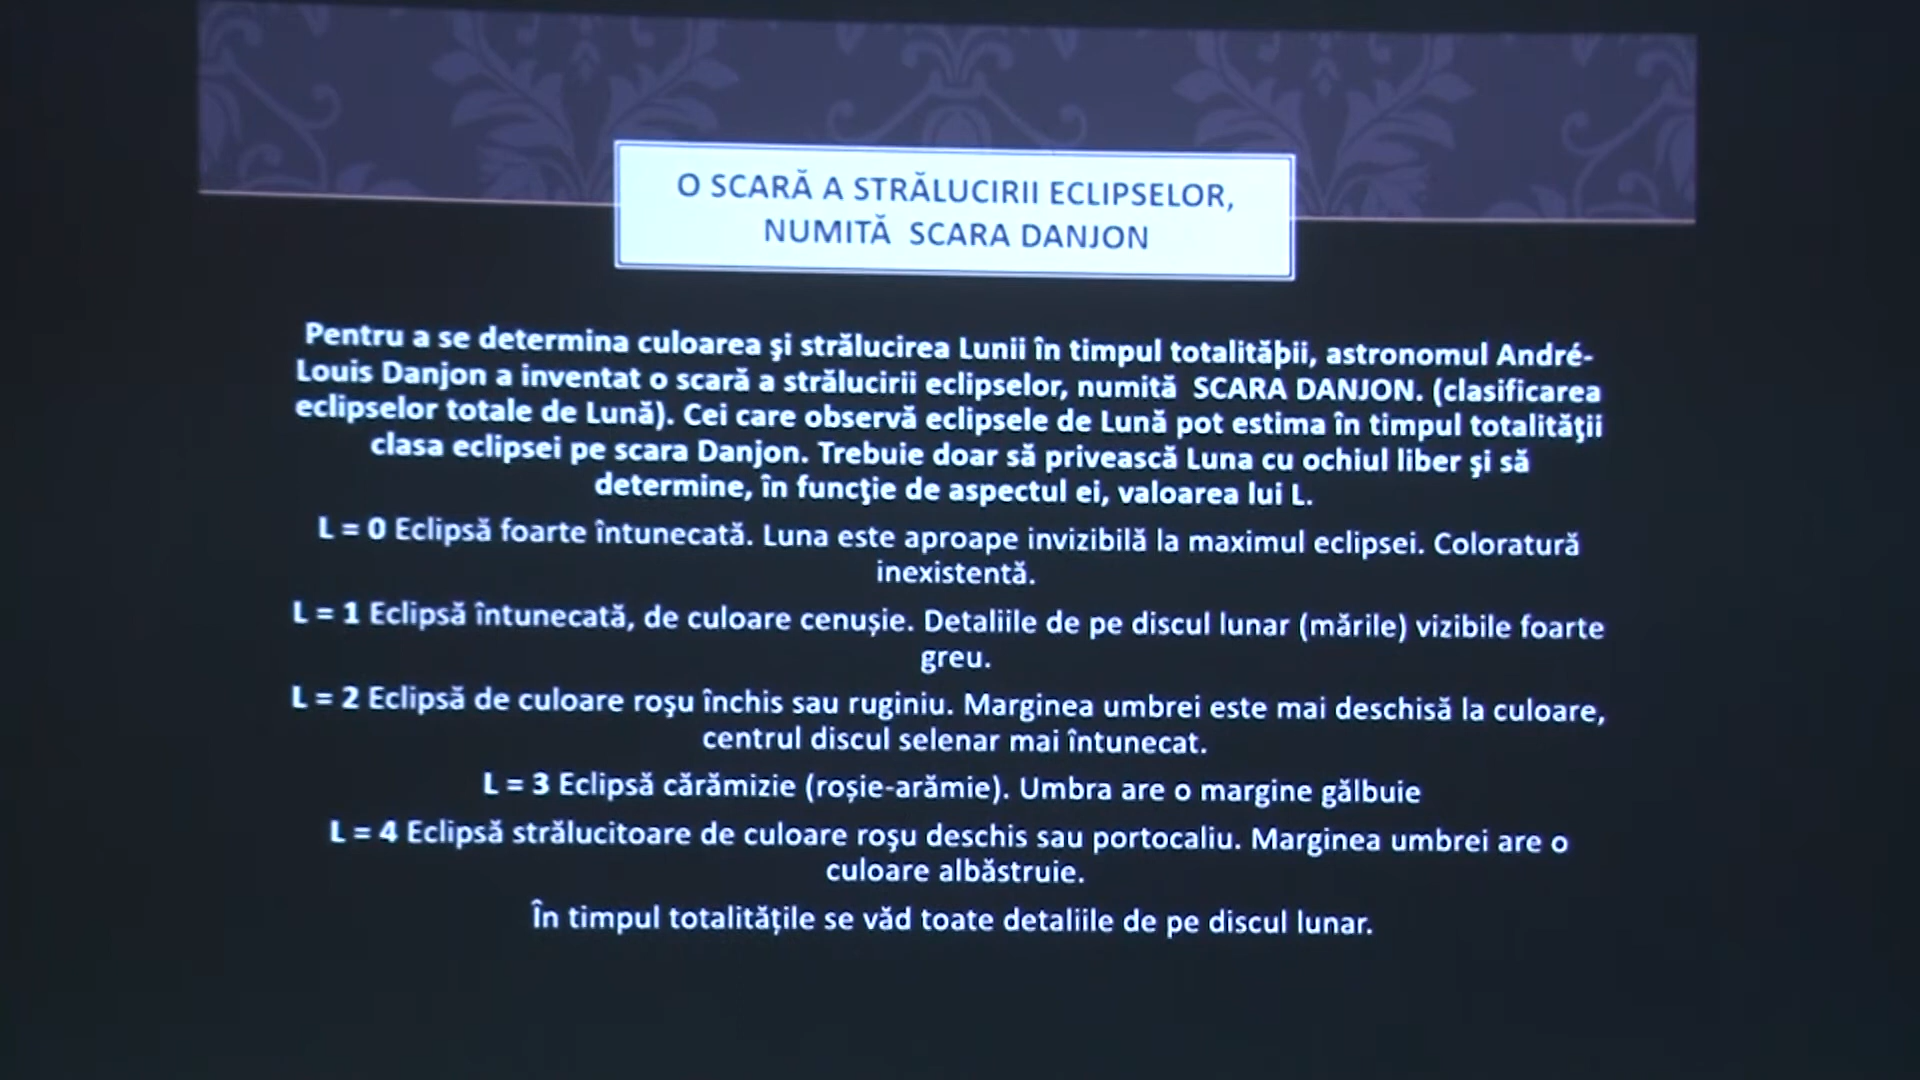 O SCARĂ A STRĂLUCIRII ECLIPSELOR,
NUMITĂ SCARA DANJON
Pentru a se determina culoarea şi strălucirea Lunii în timpul totalităþii, astronomul André-
Louis Danjon a inventat o scară a strălucirii eclipselor, numită SCARA DANJON. (clasificarea
eclipselor totale de Lună). Cei care observă eclipsele de Lună pot estima în timpul totalităţii
clasa eclipsei pe scara Danjon. Trebuie doar să privească Luna cu ochiul liber şi să
determine, în funcţie de aspectul ei, valoarea lui L.
L = 0 Eclipsă foarte întunecată. Luna este aproape invizibilă la maximul eclipsei. Coloratură
inexistentă.
L = 1 Eclipsă întunecată, de culoare cenușie. Detaliile de pe discul lunar (mările) vizibile foarte
greu.
L = 2 Eclipsă de culoare roşu închis sau ruginiu. Marginea umbrei este mai deschisă la culoare,
centrul discul selenar mai întunecat.
L = 3 Eclipsă cărămizie (roșie-arămie). Umbra are o margine gălbuie
L = 4 Eclipsă strălucitoare de culoare roşu deschis sau portocaliu. Marginea umbrei are o
culoare albăstruie.
În timpul totalitățile se văd toate detaliile de pe discul lunar.